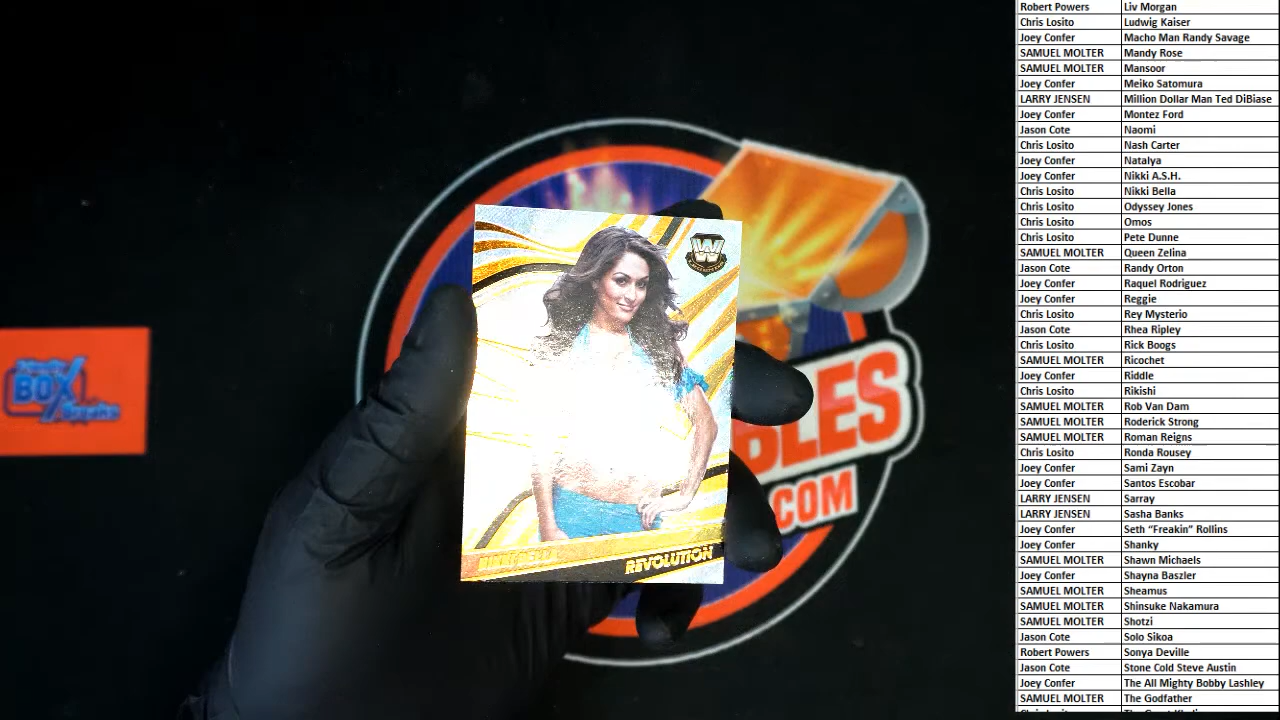 Robert Powers Liv Morgan
Chris Losito Ludwig Kaiser
Joey Confer Macho Man Randy Savage
SAMUEL MOLTER Mandy Rose
SAMUEL MOLTER Mansoor
Joey Confer Meiko Satomura
LARRY JENSEN Million Dollar Man Ted DiBiase
Joey Confer Montez Ford
Jason Cote Naomi
Chris Losito Nash Carter
Joey Confer Natalya
Joey Confer Nikki A.S.H.
Chris Losito Nikki Bella
Chris Losito Odyssey Jones
Chris Losito Omos
Chris Losito Pete Dunne
SAMUEL MOLTER Queen Zelina
Jason Cote Randy Orton
Joey Confer Raquel Rodriguez
Joey Confer Reggie
Chris Losito Rey Mysterio
Jason Cote Rhea Ripley
Chris Losito Rick Boogs
SAMUEL MOLTER Ricochet
Joey Confer Riddle
Chris Losito Rikishi
SAMUEL MOLTER Rob Van Dam
SAMUEL MOLTER Roderick Strong
SAMUEL MOLTER Roman Reigns
Chris Losito Ronda Rousey
Joey Confer Sami Zayn
Joey Confer Santos Escobar
LARRY JENSEN Sarray
LARRY JENSEN Sasha Banks
Joey Confer Seth “Freakin” Rollins
Joey Confer Shanky
SAMUEL MOLTER Shawn Michaels
Joey Confer Shayna Baszler
SAMUEL MOLTER Sheamus
SAMUEL MOLTER Shinsuke Nakamura
SAMUEL MOLTER Shotzi
Jason Cote Solo Sikoa
Robert Powers Sonya Deville
Jason Cote Stone Cold Steve Austin
Joey Confer The All Mighty Bobby Lashley
SAMUEL MOLTER The Godfather
BOX
W
NIKKI BELLA
REVOLUTION
BLES
.COM